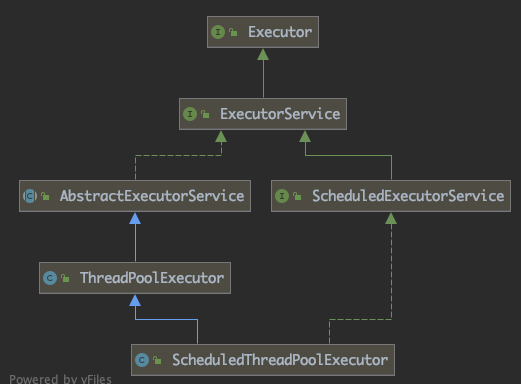 Executor
ExecutorService
AbstractExecutorService
ScheduledExecutorService
ThreadPoolExecutor
ScheduledThreadPoolExecutor
Powered by yFiles